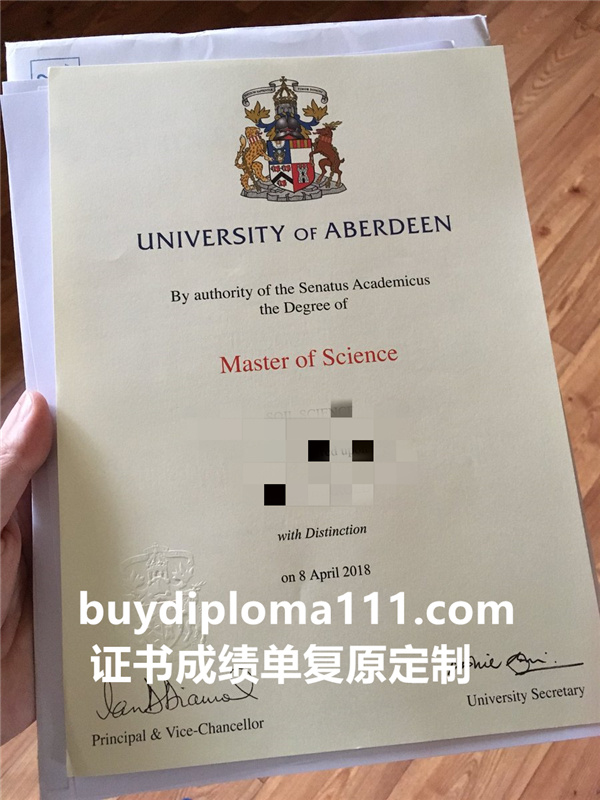 UNIVERSITY OF ABERDEEN
By authority of the Senatus Academicus
the Degree of
Master of Science
with Distinction
on 8 April 2018
buydiploma111.com
证书成绩单复原定制
University Secretary
Principal & Vice-Chancellor